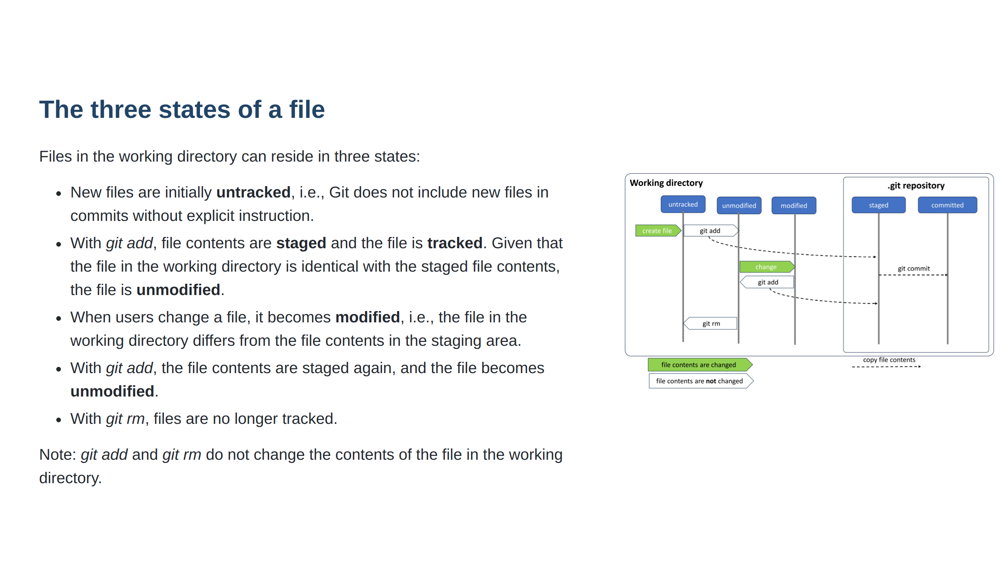 The three states of a file
Files in the working directory can reside in three states:
New files are initially untracked, i.e., Git does not include new files in
commits without explicit instruction.
With git add, file contents are staged and the file is tracked. Given that
the file in the working directory is identical with the staged file contents,
the file is unmodified.
When users change a file, it becomes modified, i.e., the file in the
working directory differs from the file contents in the staging area.
With git add, the file contents are staged again, and the file becomes
unmodified.
With git rm, files are no longer tracked.
Note: git add and git rm do not change the contents of the file in the working
directory.
Working directory
.git repository
untracked
unmodified
modified
staged
committed
create file
git add
change
git commit
git add
git rm
copy file contents
file contents are changed
file contents are not changed